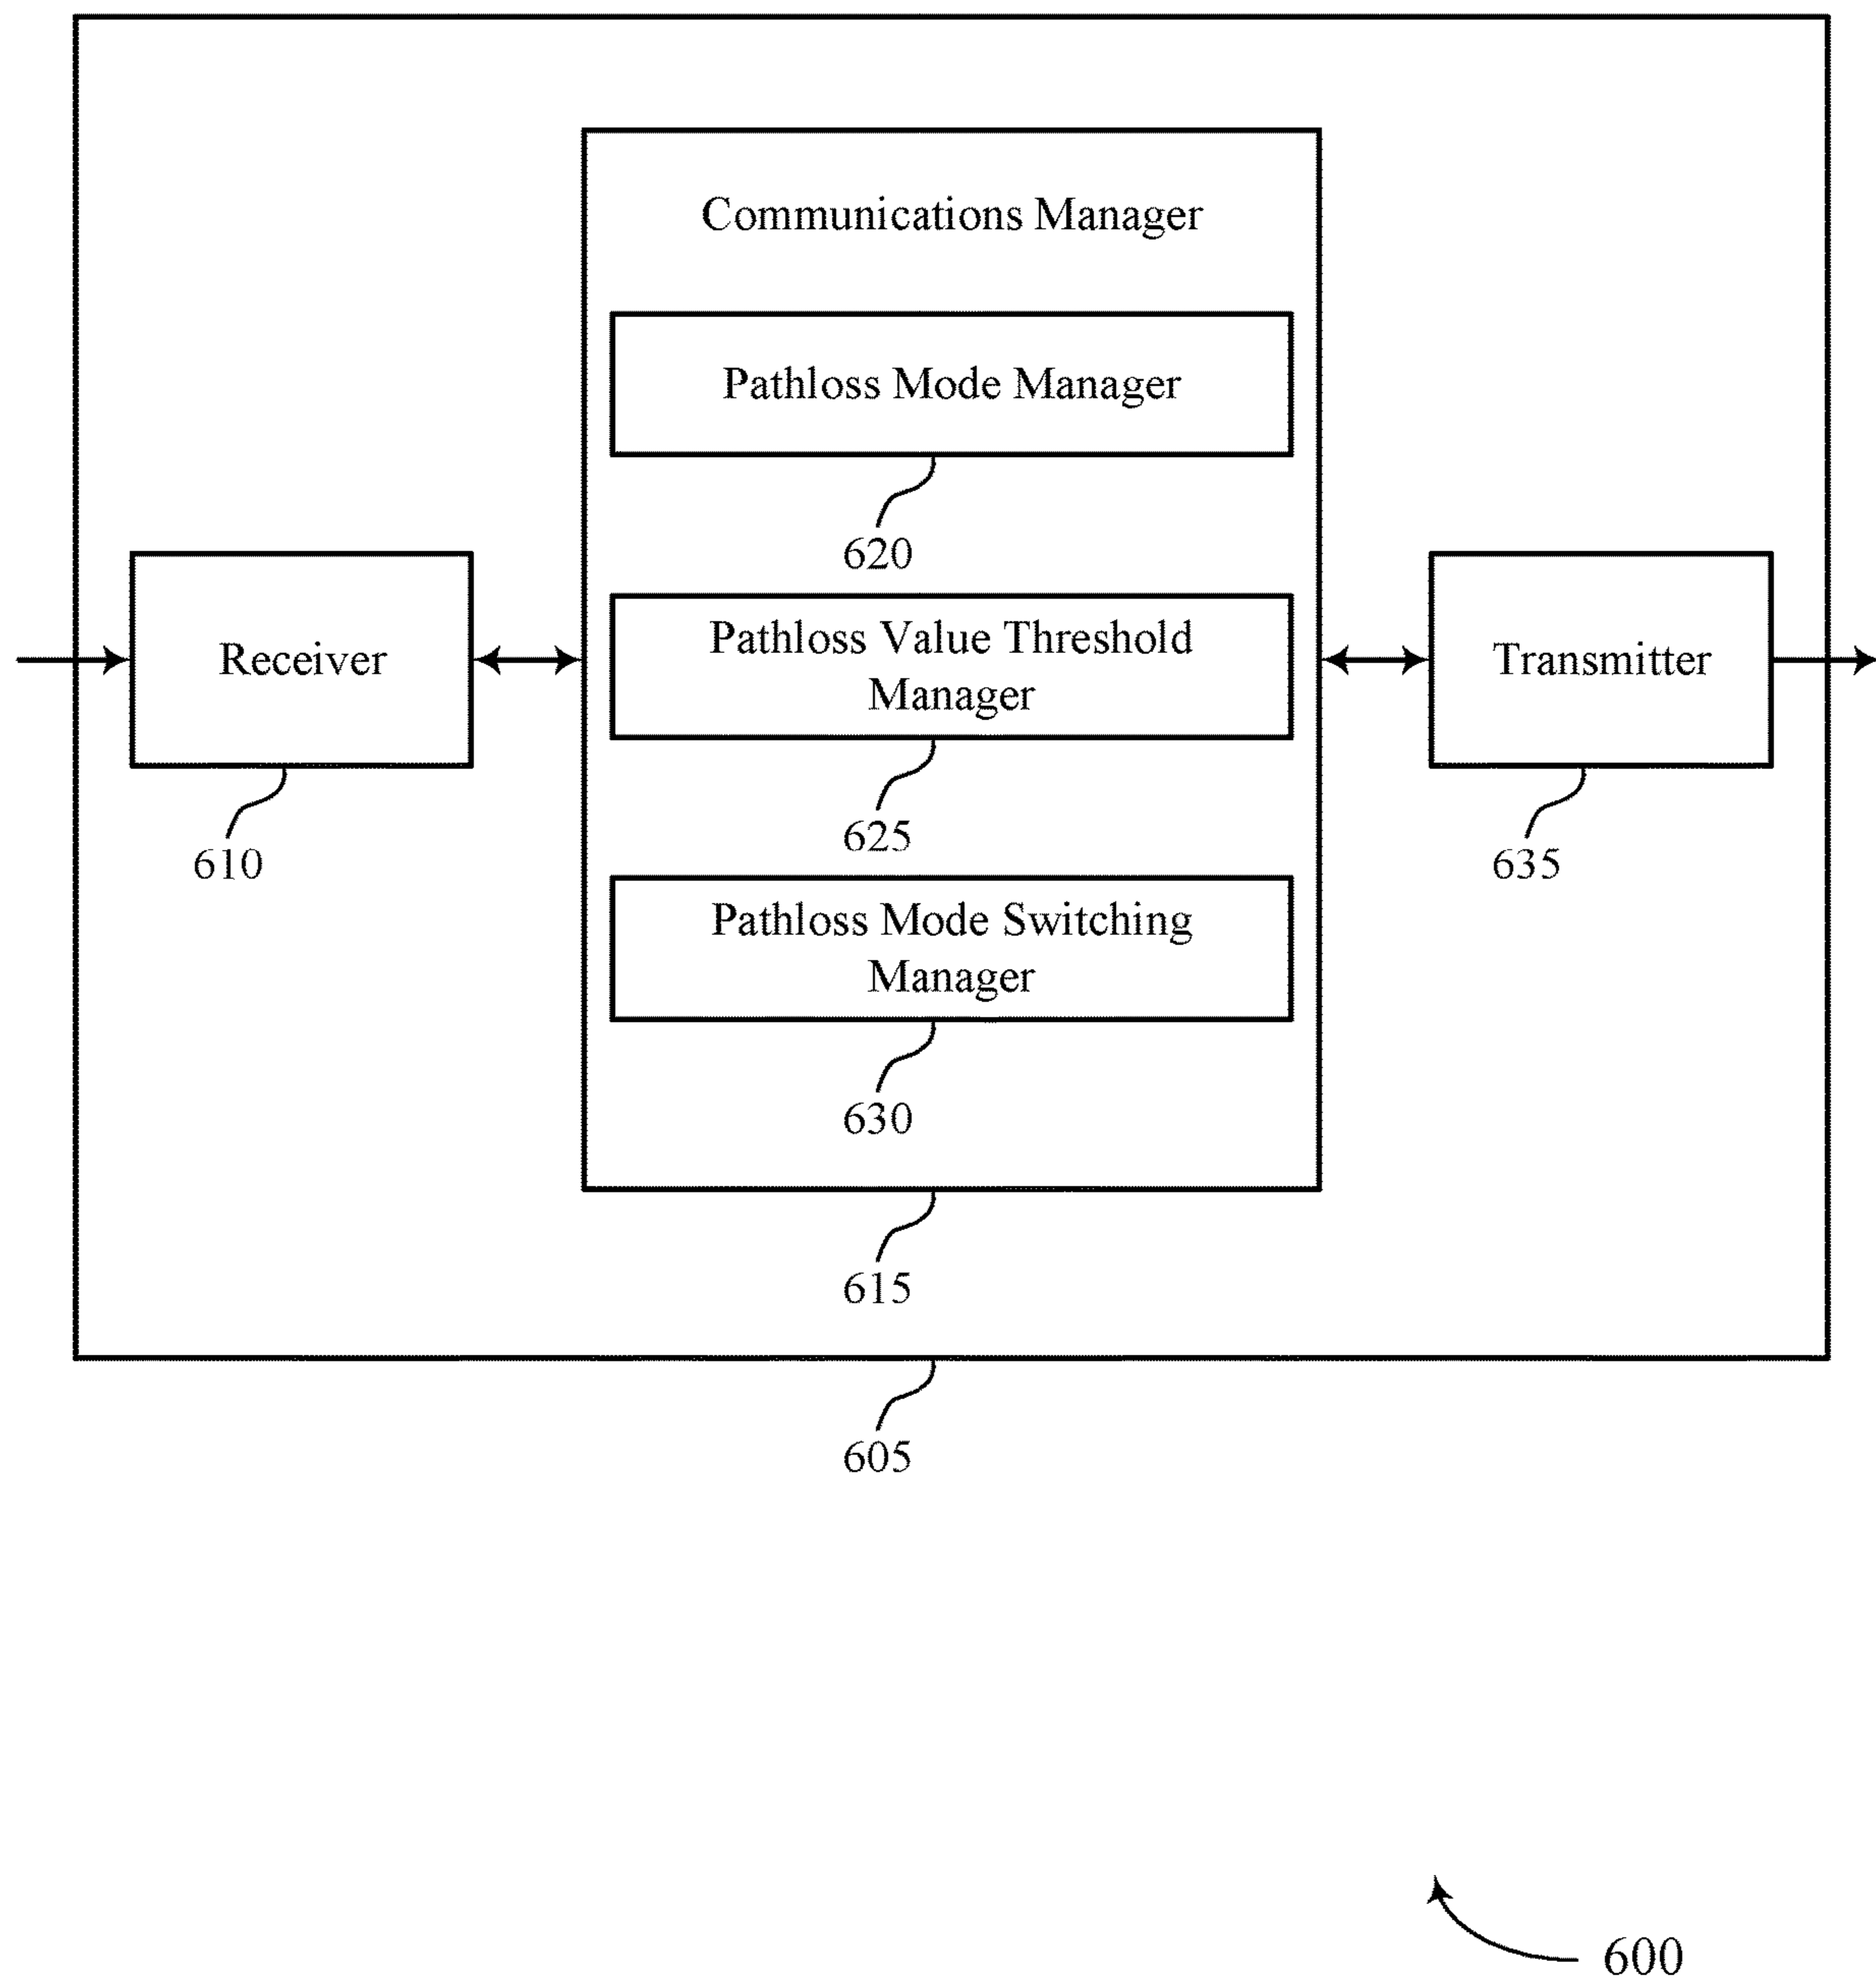 Communications Manager
Pathloss Mode Manager
620
Receiver
610
Pathloss Value Threshold
Manager
625
Transmitter
635
Pathloss Mode Switching
Manager
630
615
605
600